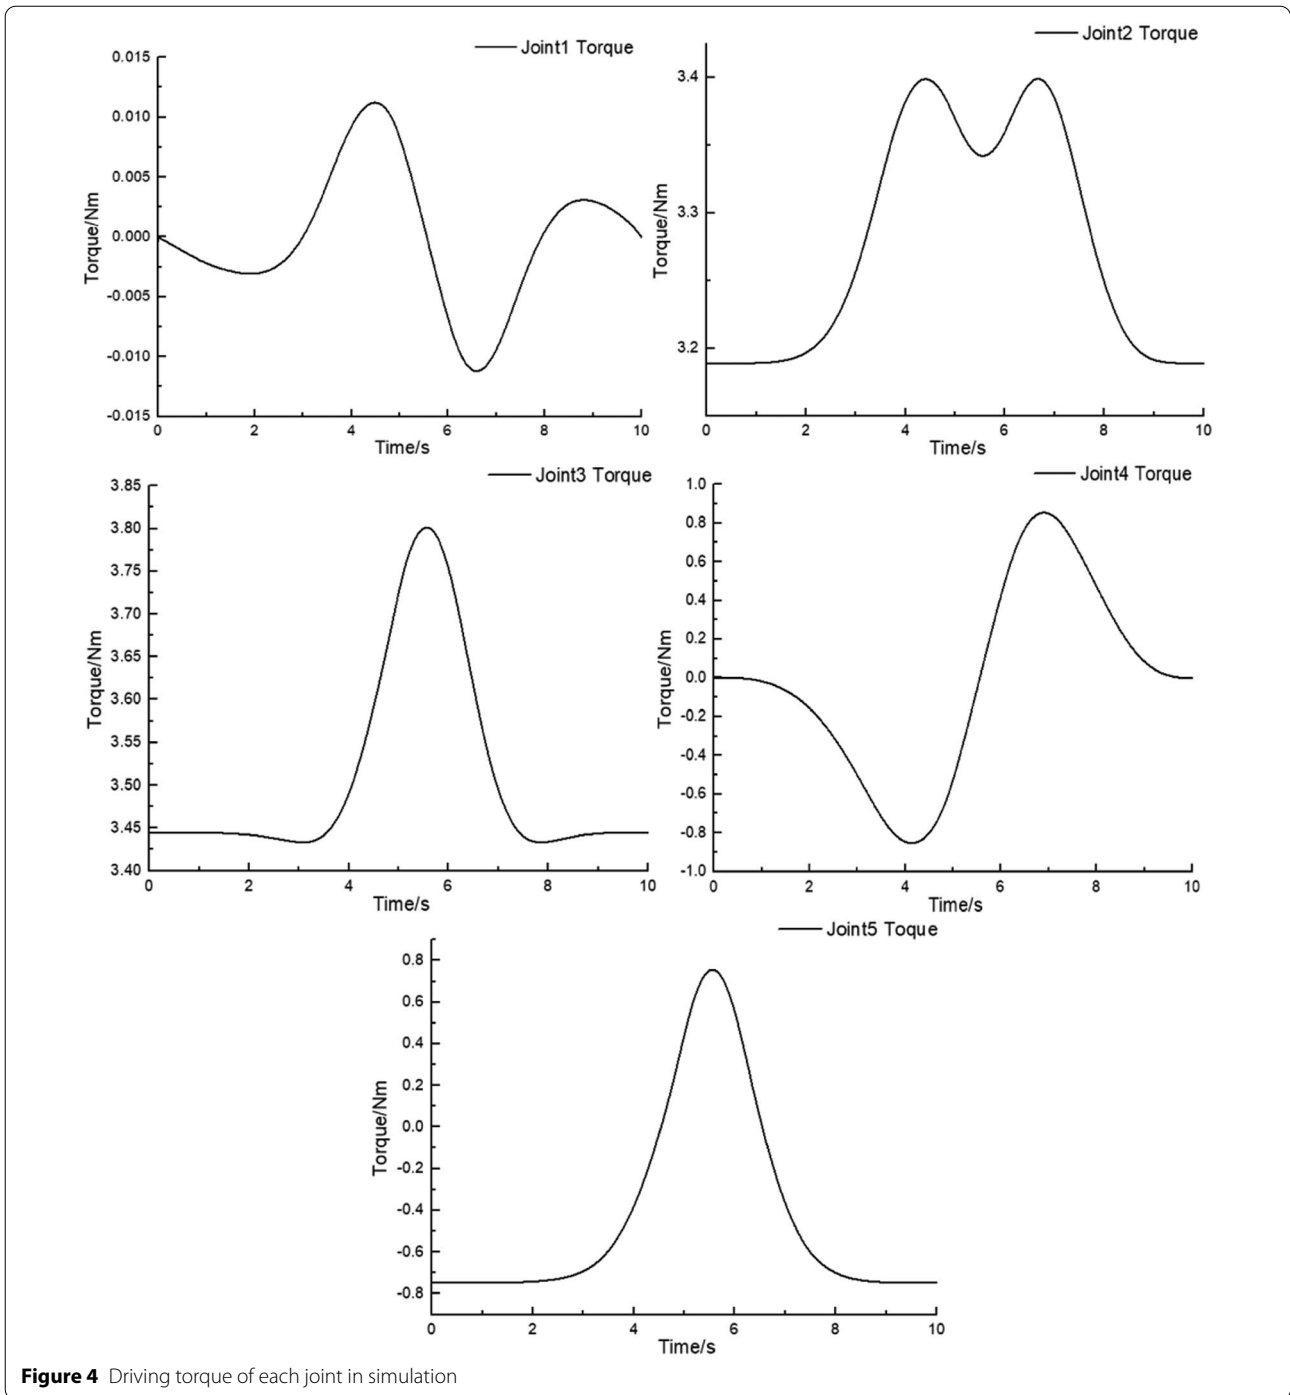 Joint1 Torque
0.015
0.010
0.005
0.000
-0.005
-0.010
-0.015
Torque/Nm
0 2 4 6 8 10
Time/s
Joint2 Torque
3.4
3.3
3.2
Torque/Nm
0 2 4 6 8 10
Time/s
Joint3 Torque
3.85
3.80
3.75
3.70
3.65
3.60
3.55
3.50
3.45
3.40
Torque/Nm
0 2 4 6 8 10
Time/s
Joint4 Torque
1.0
0.8
0.6
0.4
0.2
0.0
-0.2
-0.4
-0.6
-0.8
-1.0
Torque/Nm
0 2 4 6 8 10
Time/s
Joint5 Toque
0.8
0.6
0.4
0.2
0.0
-0.2
-0.4
-0.6
-0.8
Torque/Nm
0 2 4 6 8 10
Time/s
Figure 4 Driving torque of each joint in simulation